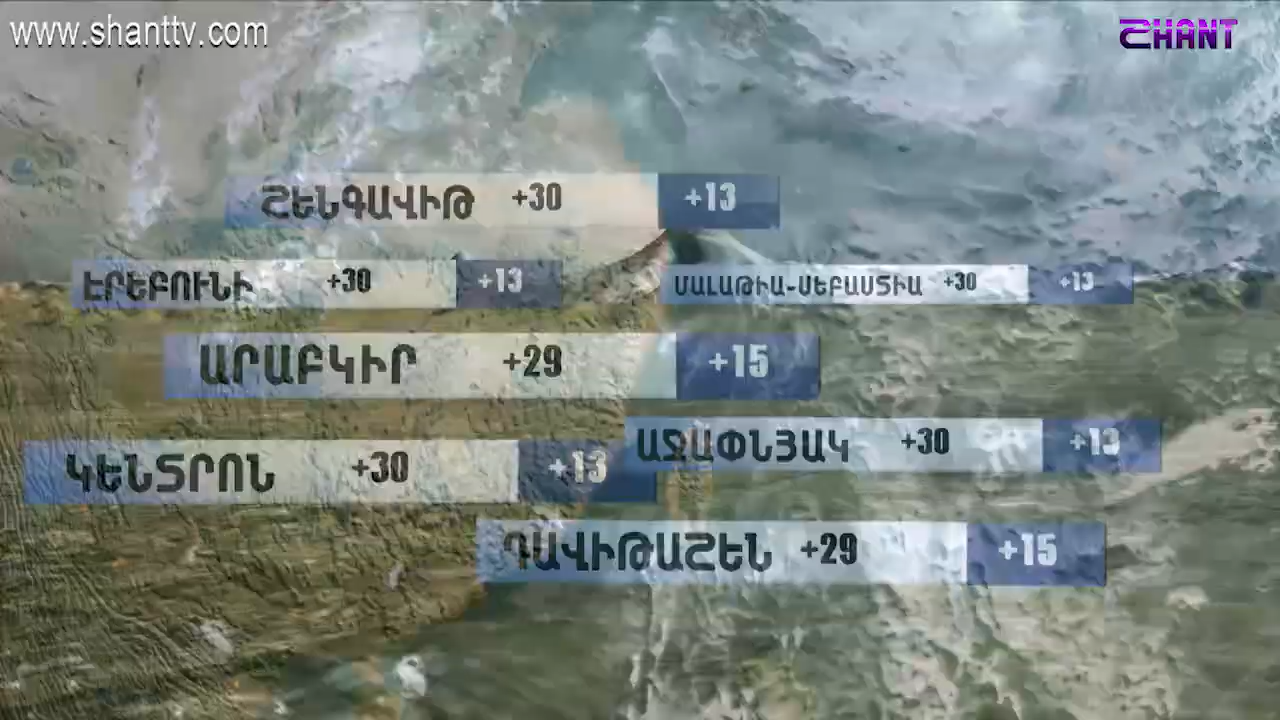 www.shanttv.com
SHANT
ՇԵՆԳԱՎԻԹ +30 +13
ԷՐԵԲՈՒՆԻ +30 +13
ՄԱԼԱԹԻԱ-ՍԵԲԱՍՏԻԱ +30 +13
ԱՐԱԲԿԻՐ +29 +15
ԱՋԱՓՆՅԱԿ +30 +13
ԿԵՆՏՐՈՆ +30 +13
ԴԱՎԻԹԱՇԵՆ +29 +15